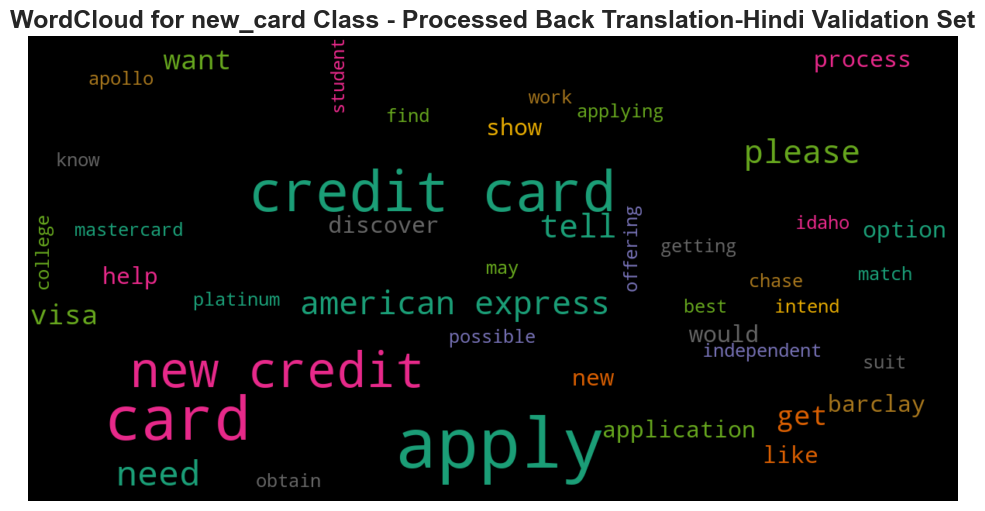 WordCloud for new_card Class - Processed Back Translation-Hindi Validation Set
want
process
apollo
student
work
find
applying
show
know
please
credit card
discover
tell
offering
college
mastercard
idaho
option
getting
help
may
chase
match
platinum
american express
best
intend
visa
possible
would
independent
new credit
suit
new
card
get
barclay
apply
application
like
need
obtain